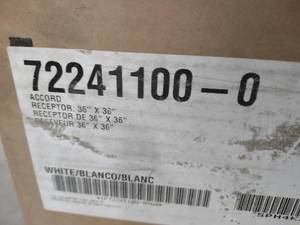 72241100-0
ACCORD
RECEPTOR: 36" X 36"
RECEPTOR DE 36" X 36"
RECEVEUR 36" X 36"
WHITE/BLANCO/BLANC